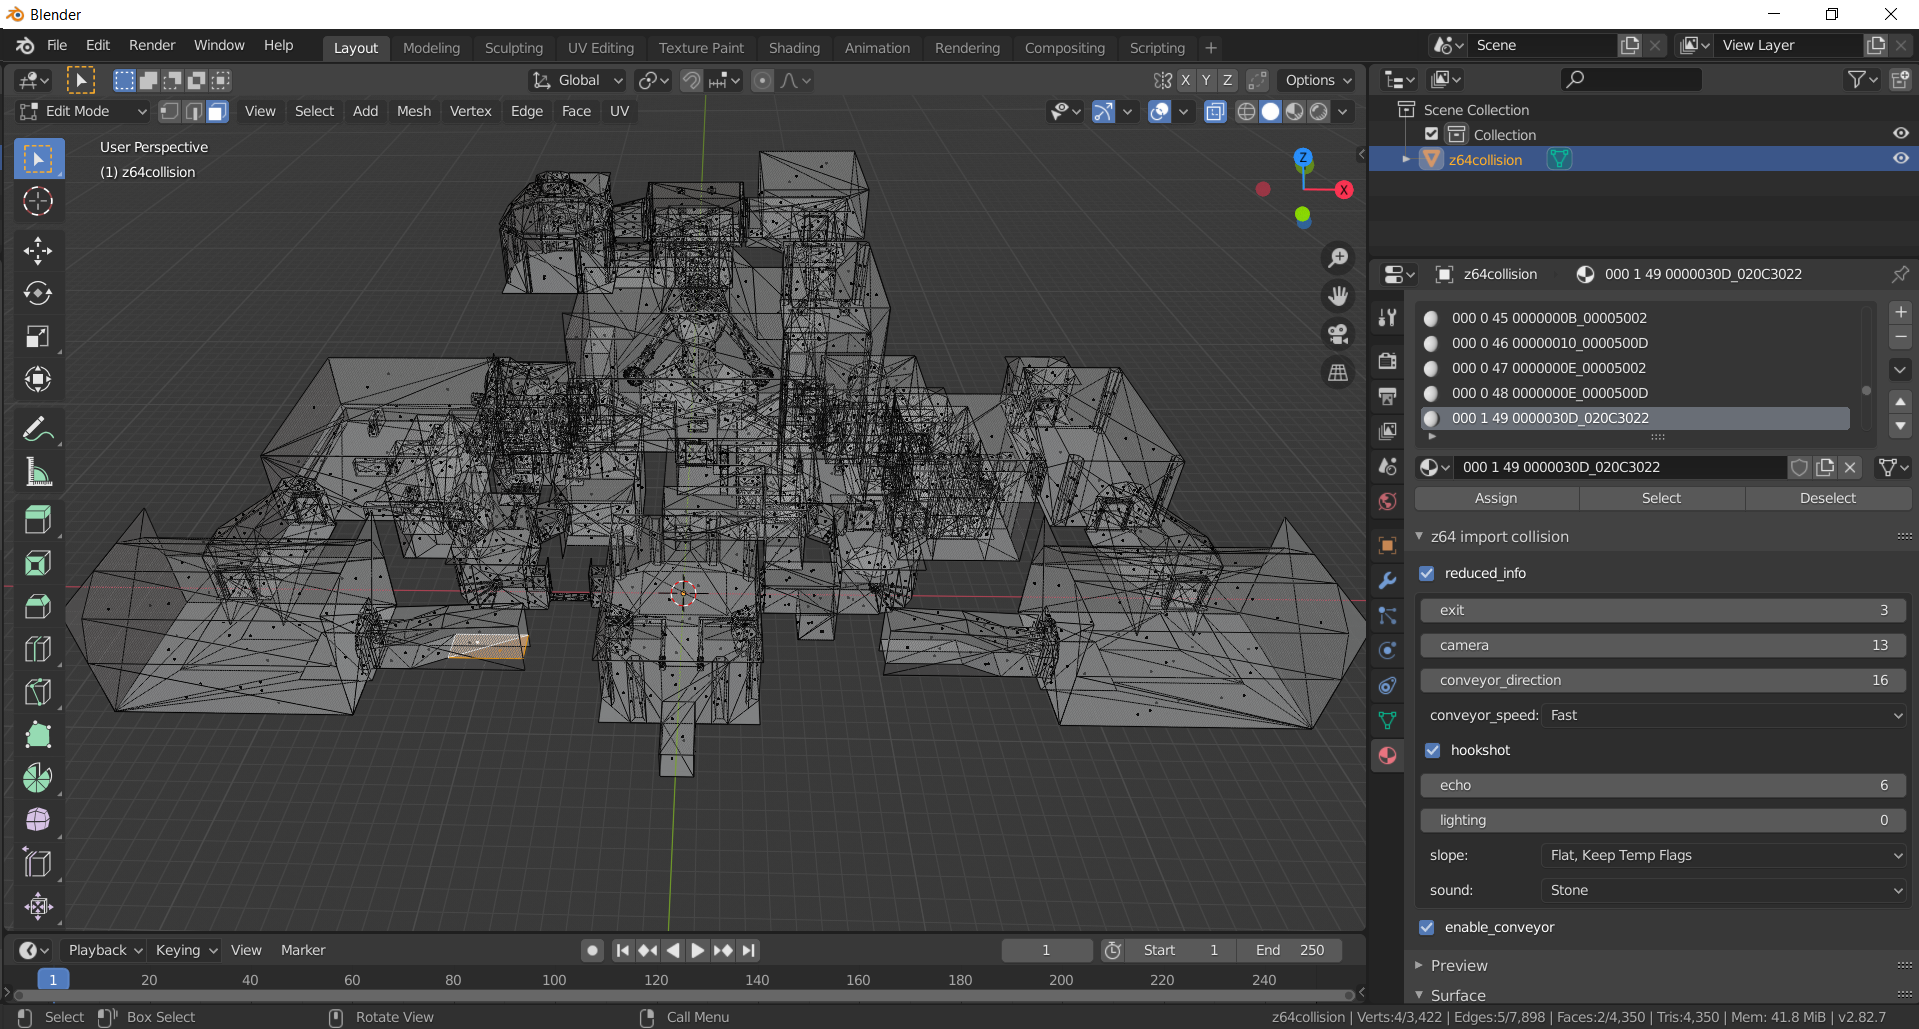 Blender
File Edit Render Window Help Layout Modeling Sculpting UV Editing Texture Paint Shading Animation Rendering Compositing Scripting + Scene View Layer
Global X Y Z Options
Edit Mode View Select Add Mesh Vertex Edge Face UV
User Perspective
(1) z64collision
Z
X
Scene Collection
Collection
z64collision
z64collision 000 1 49 0000030D_020C3022
000 0 45 0000000B_00005002
000 0 46 00000010_0000500D
000 0 47 0000000E_00005002
000 0 48 0000000E_0000500D
000 1 49 0000030D_020C3022
000 1 49 0000030D_020C3022
Assign Select Deselect
z64 import collision
reduced_info
exit 3
camera 13
conveyor_direction 16
conveyor_speed: Fast
hookshot
echo 6
lighting 0
slope: Flat, Keep Temp Flags
sound: Stone
enable_conveyor
Preview
Surface
Playback Keying View Marker 1 Start 1 End 250
1 20 40 60 80 100 120 140 160 180 200 220 240
Select Box Select Rotate View Call Menu z64collision | Verts:4/3,422 | Edges:5/7,898 | Faces:2/4,350 | Tris:4,350 | Mem: 41.8 MiB | v2.82.7